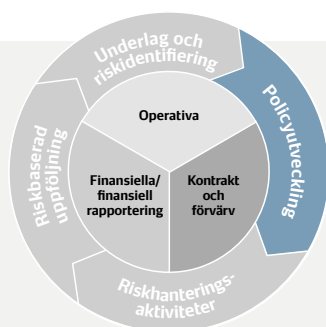 Underlag och
riskidentifiering
Policyutveckling
Riskhanterings-
aktiviteter
Riskbaserad
uppföljning
Operativa
Finansiella/
finansiell
rapportering
Kontrakt
och
förvärv